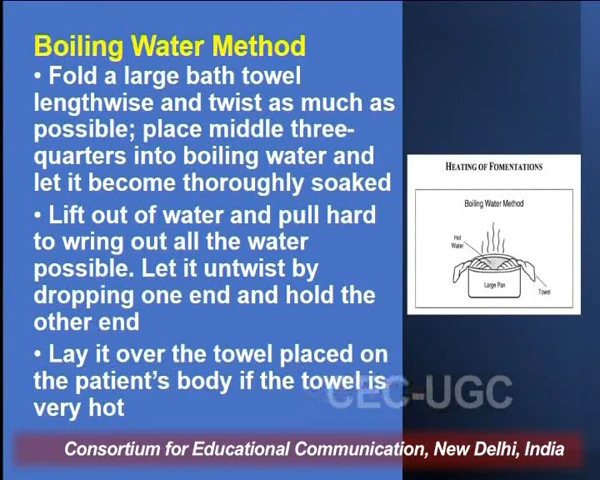 Boiling Water Method
• Fold a large bath towel
lengthwise and twist as much as
possible; place middle three-
quarters into boiling water and
let it become thoroughly soaked
• Lift out of water and pull hard
to wring out all the water
possible. Let it untwist by
dropping one end and hold the
other end
• Lay it over the towel placed on
the patient's body if the towel is
very hot
HEATING OF FOMENTATIONS
Boiling Water Method
Hot
Water
Large Pan
Towel
CEC-UGC
Consortium for Educational Communication, New Delhi, India